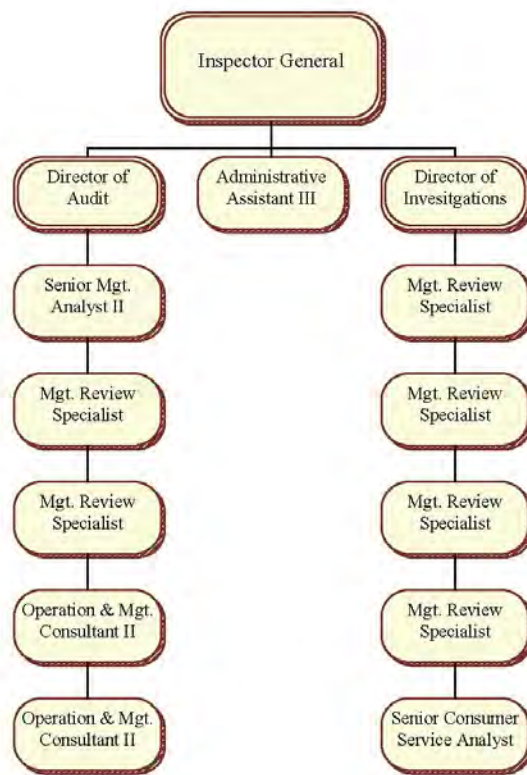 Inspector General
Director of
Audit
Administrative
Assistant III
Director of
Invesitgations
Senior Mgt.
Analyst II
Mgt. Review
Specialist
Mgt. Review
Specialist
Mgt. Review
Specialist
Mgt. Review
Specialist
Mgt. Review
Specialist
Operation & Mgt.
Consultant II
Mgt. Review
Specialist
Operation & Mgt.
Consultant II
Senior Consumer
Service Analyst